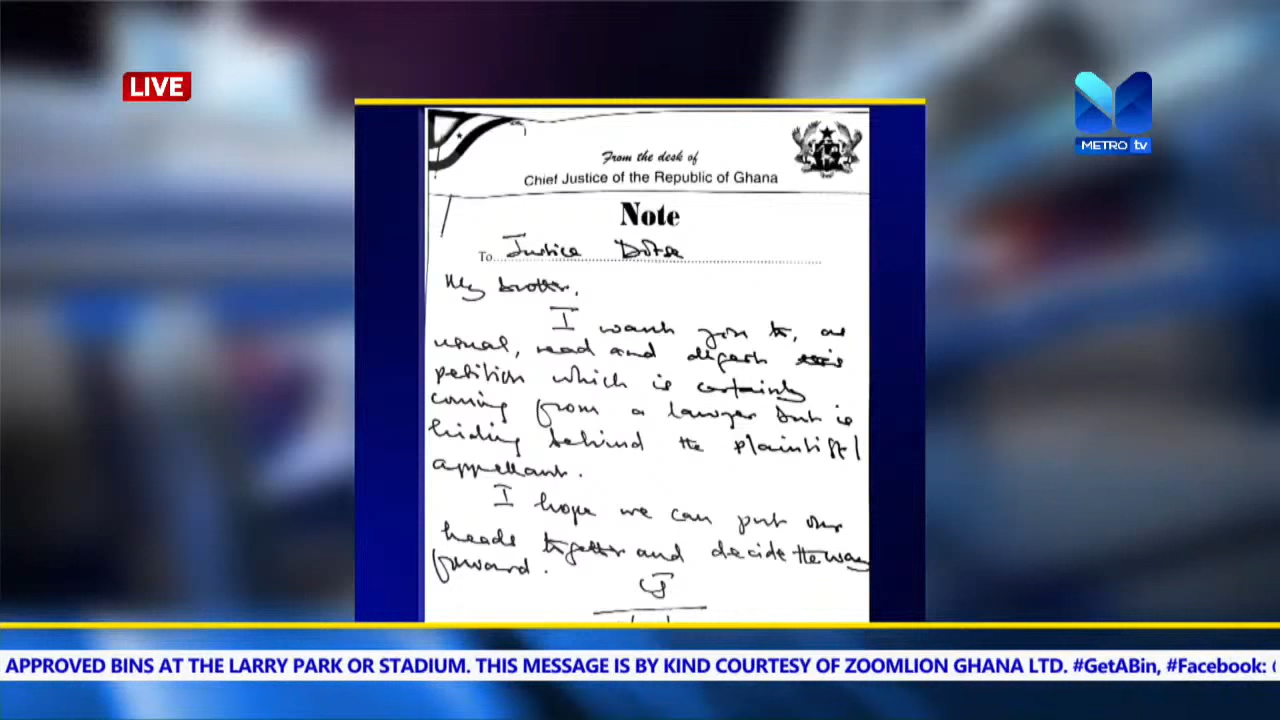 LIVE
METRO tv
From the desk of
Chief Justice of the Republic of Ghana
Note
To Justice Dotse
My brother,
I want you to, as
usual, read and digest this
petition which is certainly
coming from a lawyer but is
hiding behind the plaintiff/
appellant.
I hope we can put our
heads together and decide the way
forward.
CJ
APPROVED BINS AT THE LARRY PARK OR STADIUM. THIS MESSAGE IS BY KIND COURTESY OF ZOOMLION GHANA LTD. #GetABin, #Facebook: